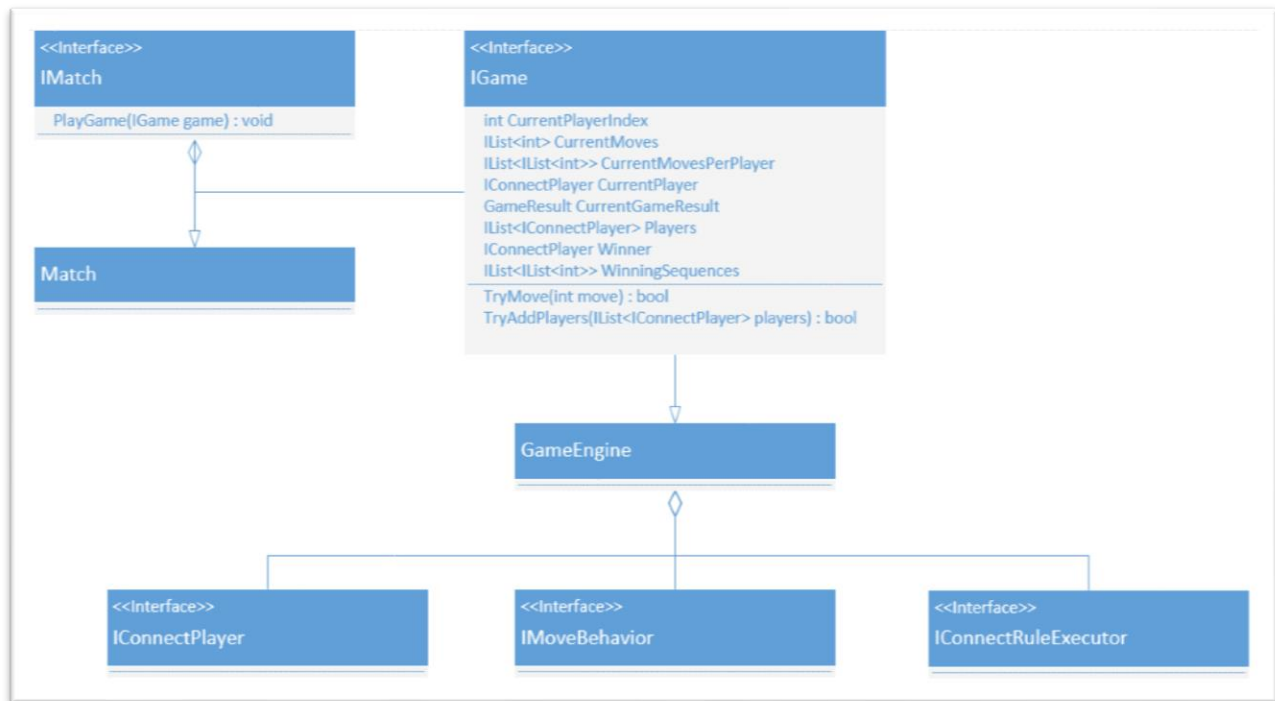 <<Interface>>
IMatch
PlayGame(IGame game) : void
Match
<<Interface>>
IGame
int CurrentPlayerIndex
IList<int> CurrentMoves
IList<IList<int>> CurrentMovesPerPlayer
IConnectPlayer CurrentPlayer
GameResult CurrentGameResult
IList<IConnectPlayer> Players
IConnectPlayer Winner
IList<IList<int>> WinningSequences
TryMove(int move) : bool
TryAddPlayers(IList<IConnectPlayer> players) : bool
GameEngine
<<Interface>>
IConnectPlayer
<<Interface>>
IMoveBehavior
<<Interface>>
IConnectRuleExecutor